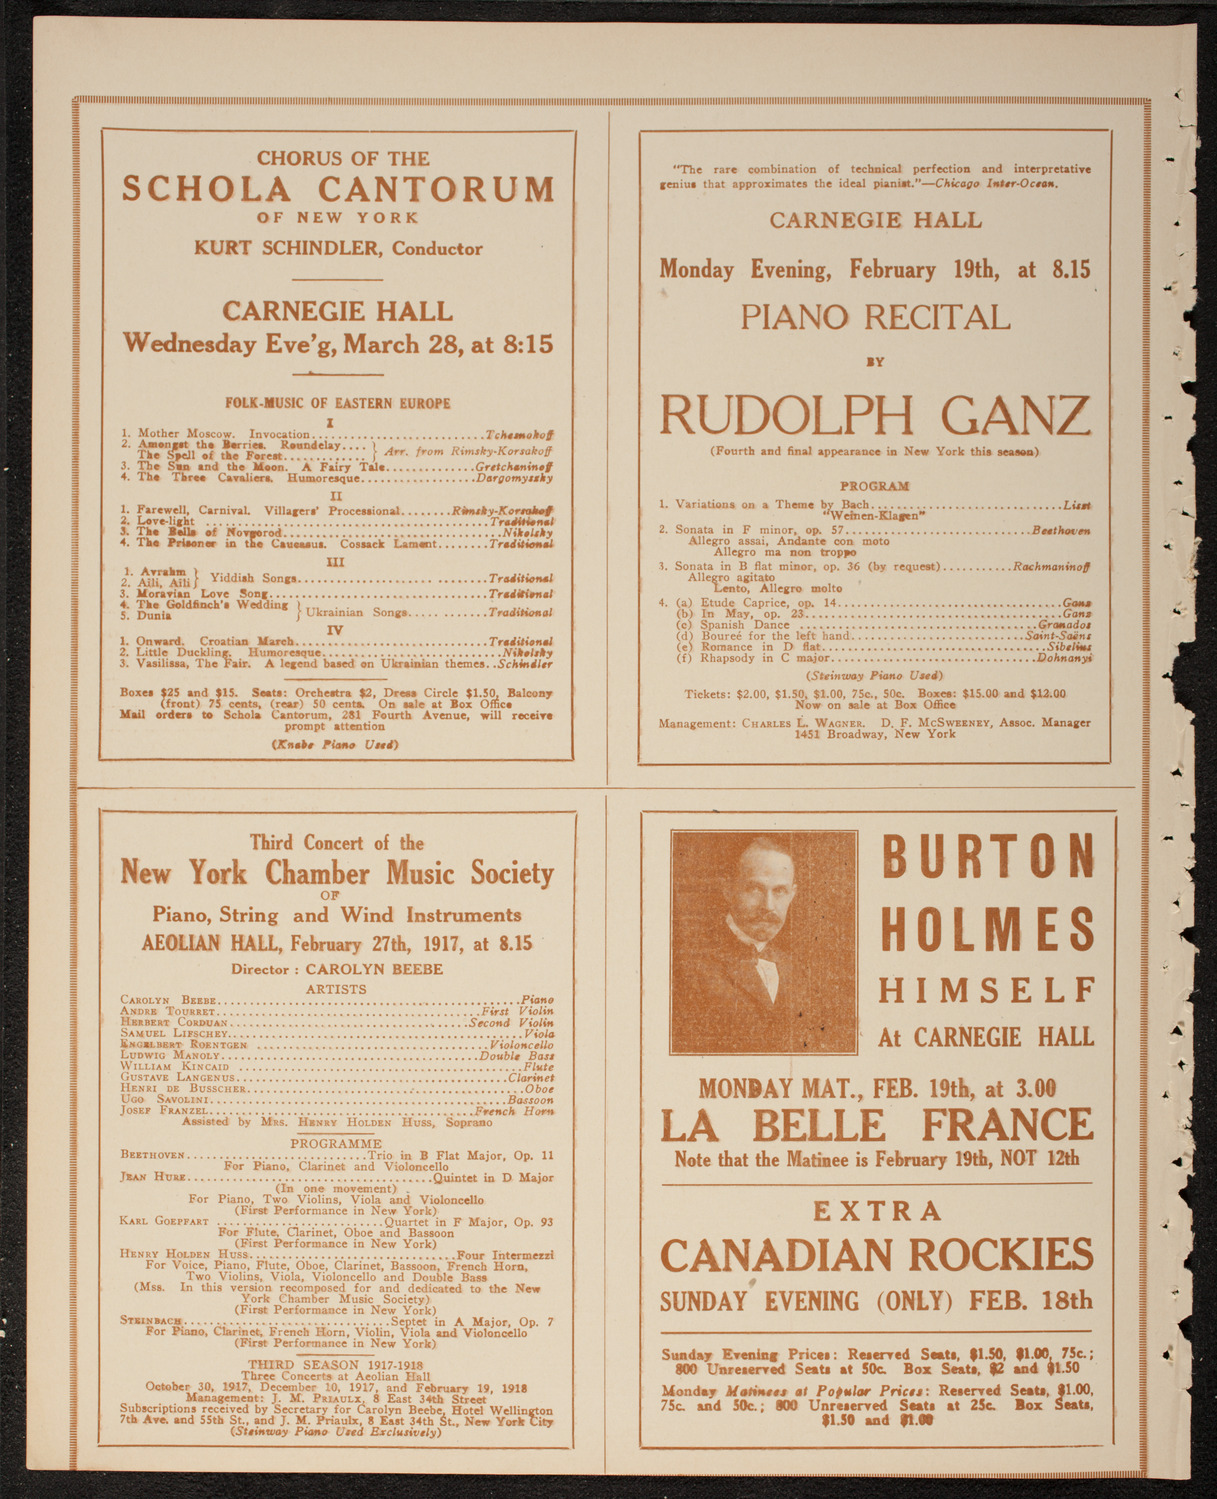 CHORUS OF THE
SCHOLA CANTORUM
OF NEW YORK
KURT SCHINDLER, Conductor
CARNEGIE HALL
Wednesday Eve'g, March 28, at 8:15
FOLK-MUSIC OF EASTERN EUROPE
I
1. Mother Moscow. Invocation........................Tchesnokoff
2. Amongst the Berries. Roundelay....
The Spell of the Forest............. } Arr. from Rimsky-Korsakoff
3. The Sun and the Moon. A Fairy Tale............Gretchaninoff
4. The Three Cavaliers. Humoresque................Dargomyssky
II
1. Farewell, Carnival. Villagers' Processional........Rimsky-Korsakoff
2. Love-light ........................................Traditional
3. The Bells of Novgorod...............................Nikolsky
4. The Prisoner in the Caucasus. Cossack Lament........Traditional
III
1. Avrahm
2. Aili, Aili } Yiddish Songs...........................Traditional
3. Moravian Love Song................................Traditional
4. The Goldfinch's Wedding
5. Dunia } Ukrainian Songs...........Traditional
IV
1. Onward. Croatian March............................Traditional
2. Little Duckling. Humoresque..........................Nikolsky
3. Vasilissa, The Fair. A legend based on Ukrainian themes..Schindler
Boxes $25 and $15. Seats: Orchestra $2, Dress Circle $1.50, Balcony
(front) 75 cents, (rear) 50 cents. On sale at Box Office
Mail orders to Schola Cantorum, 281 Fourth Avenue, will receive
prompt attention
(Knabe Piano Used)
"The rare combination of technical perfection and interpretative
genius that approximates the ideal pianist."—Chicago Inter-Ocean.
CARNEGIE HALL
Monday Evening, February 19th, at 8.15
PIANO RECITAL
BY
RUDOLPH GANZ
(Fourth and final appearance in New York this season)
PROGRAM
1. Variations on a Theme by Bach...........................Liszt
"Weinen-Klagen"
2. Sonata in F minor, op. 57..........................Beethoven
Allegro assai, Andante con moto
Allegro ma non troppo
3. Sonata in B flat minor, op. 36 (by request)..........Rachmaninoff
Allegro agitato
Lento, Allegro molto
4. (a) Etude Caprice, op. 14................................Ganz
(b) In May, op. 23.....................................Ganz
(c) Spanish Dance ..................................Granados
(d) Boureé for the left hand.........................Saint-Saëns
(e) Romance in D flat.................................Sibelius
(f) Rhapsody in C major..............................Dohnanyi
(Steinway Piano Used)
Tickets: $2.00, $1.50, $1.00, 75c., 50c. Boxes: $15.00 and $12.00
Now on sale at Box Office
Management: CHARLES L. WAGNER. D. F. MCSWEENEY, Assoc. Manager
1451 Broadway, New York
Third Concert of the
New York Chamber Music Society
OF
Piano, String and Wind Instruments
AEOLIAN HALL, February 27th, 1917, at 8.15
Director : CAROLYN BEEBE
ARTISTS
CAROLYN BEEBE.............................................Piano
ANDRE TOURRET.......................................First Violin
HERBERT CORDUAN...................................Second Violin
SAMUEL LIFSCHEY...........................................Viola
ENGELBERT ROENTGEN .................................Violoncello
LUDWIG MANOLY......................................Double Bass
WILLIAM KINCAID ..........................................Flute
GUSTAVE LANGENUS........................................Clarinet
HENRI DE BUSSCHER.........................................Oboe
UGO SAVOLINI............................................Bassoon
JOSEF FRANZEL.......................................French Horn
Assisted by MRS. HENRY HOLDEN HUSS, Soprano
PROGRAMME
BEETHOVEN..........................Trio in B Flat Major, Op. 11
For Piano, Clarinet and Violoncello
JEAN HURE....................................Quintet in D Major
(In one movement)
For Piano, Two Violins, Viola and Violoncello
(First Performance in New York)
KARL GOEPFART ........................Quartet in F Major, Op. 93
For Flute, Clarinet, Oboe and Bassoon
(First Performance in New York)
HENRY HOLDEN HUSS..............................Four Intermezzi
For Voice, Piano, Flute, Oboe, Clarinet, Bassoon, French Horn,
Two Violins, Viola, Violoncello and Double Bass
(Mss. In this version recomposed for and dedicated to the New
York Chamber Music Society)
(First Performance in New York)
STEINBACH..............................Septet in A Major, Op. 7
For Piano, Clarinet, French Horn, Violin, Viola and Violoncello
(First Performance in New York)
THIRD SEASON 1917-1918
Three Concerts at Aeolian Hall
October 30, 1917, December 10, 1917, and February 19, 1918
Management: J. M. PRIAULX, 8 East 34th Street
Subscriptions received by Secretary for Carolyn Beebe, Hotel Wellington
7th Ave. and 55th St., and J. M. Priaulx, 8 East 34th St., New York City
(Steinway Piano Used Exclusively)
BURTON
HOLMES
HIMSELF
At CARNEGIE HALL
MONDAY MAT., FEB. 19th, at 3.00
LA BELLE FRANCE
Note that the Matinee is February 19th, NOT 12th
EXTRA
CANADIAN ROCKIES
SUNDAY EVENING (ONLY) FEB. 18th
Sunday Evening Prices: Reserved Seats, $1.50, $1.00, 75c.;
800 Unreserved Seats at 50c. Box Seats, $2 and $1.50
Monday Matinees at Popular Prices: Reserved Seats, $1.00,
75c. and 50c.; 800 Unreserved Seats at 25c. Box Seats,
$1.50 and $1.00